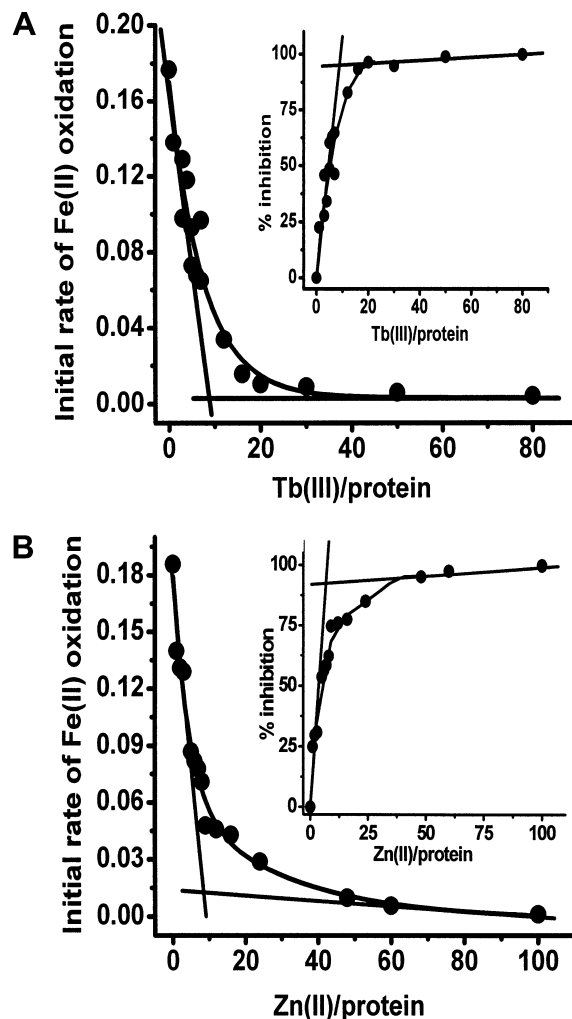 A
Initial rate of Fe(II) oxidation
0.20
0.16
0.12
0.08
0.04
0.00
0 20 40 60 80
Tb(III)/protein
% inhibition
100
75
50
25
0
0 20 40 60 80
Tb(III)/protein
B
Initial rate of Fe(II) oxidation
0.18
0.15
0.12
0.09
0.06
0.03
0.00
0 20 40 60 80 100
Zn(II)/protein
% inhibition
100
75
50
25
0
0 25 50 75 100
Zn(II)/protein